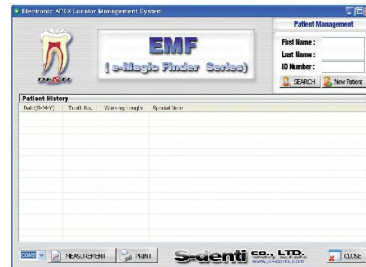 Electronic APEX Locator Management System
Patient Management
EMF
( e-Magic Finder Series)
First Name :
Last Name :
ID Number :
SEARCH
New Patient
Patient History
Date(D-M-Y) Tooth No. Working Length Special Note
MEASUREMENT
PRINT
S-denti CO., LTD.
www.s-denti.com
CLOSE